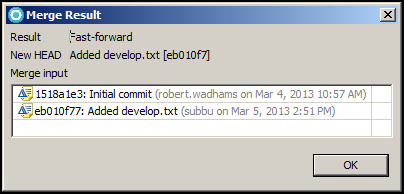 Merge Result
Result Fast-forward
New HEAD Added develop.txt [eb010f7]
Merge input
1518a1e3: Initial commit (robert.wadhams on Mar 4, 2013 10:57 AM)
eb010f77: Added develop.txt (subbu on Mar 5, 2013 2:51 PM)
OK